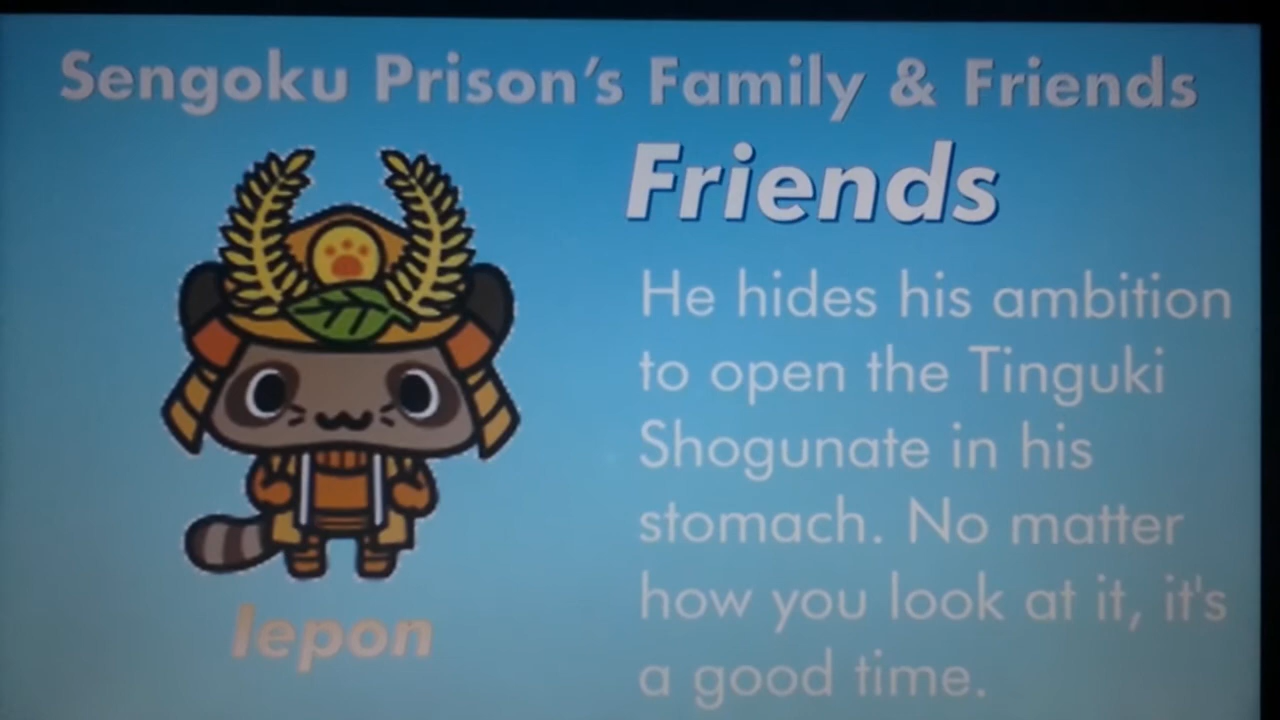 Sengoku Prison's Family & Friends
Friends
He hides his ambition
to open the Tinguki
Shogunate in his
stomach. No matter
how you look at it, it's
a good time.
Iepon